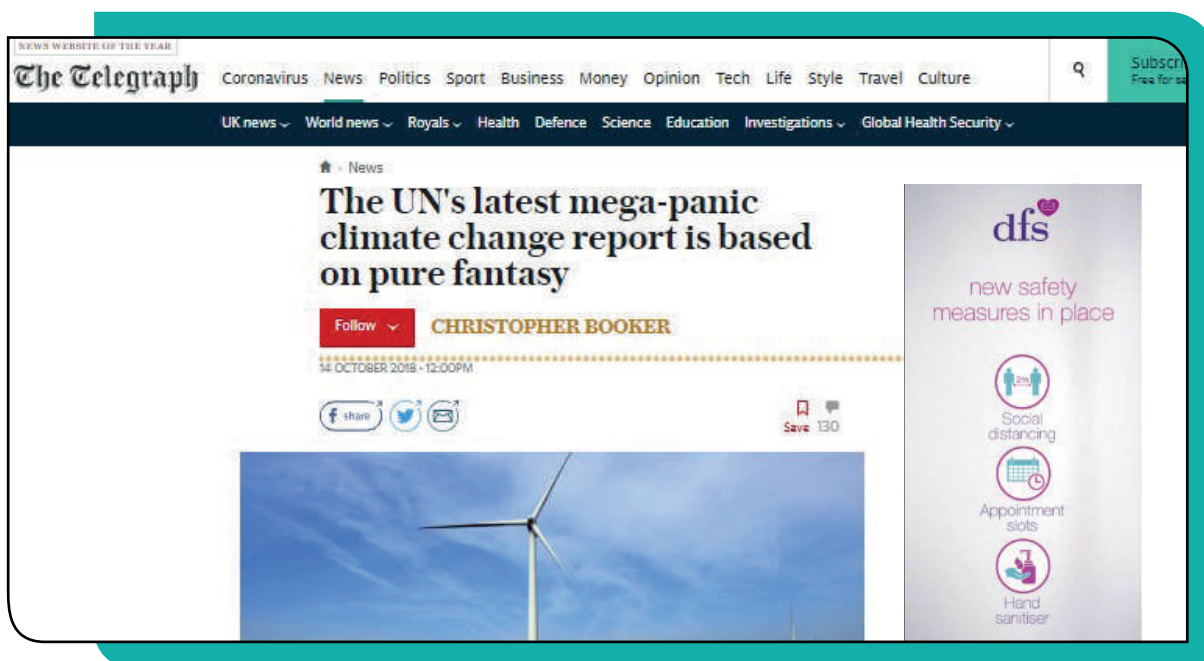 NEWS WEBSITE OF THE YEAR
The Telegraph
Coronavirus News Politics Sport Business Money Opinion Tech Life Style Travel Culture
UK news World news Royals Health Defence Science Education Investigations Global Health Security
News
The UN's latest mega-panic
climate change report is based
on pure fantasy
Follow
CHRISTOPHER BOOKER
14 OCTOBER 2018 • 12:00PM
f share
Save 130
dfs
new safety
measures in place
2m
Social
distancing
Appointment
slots
Hand
sanitiser